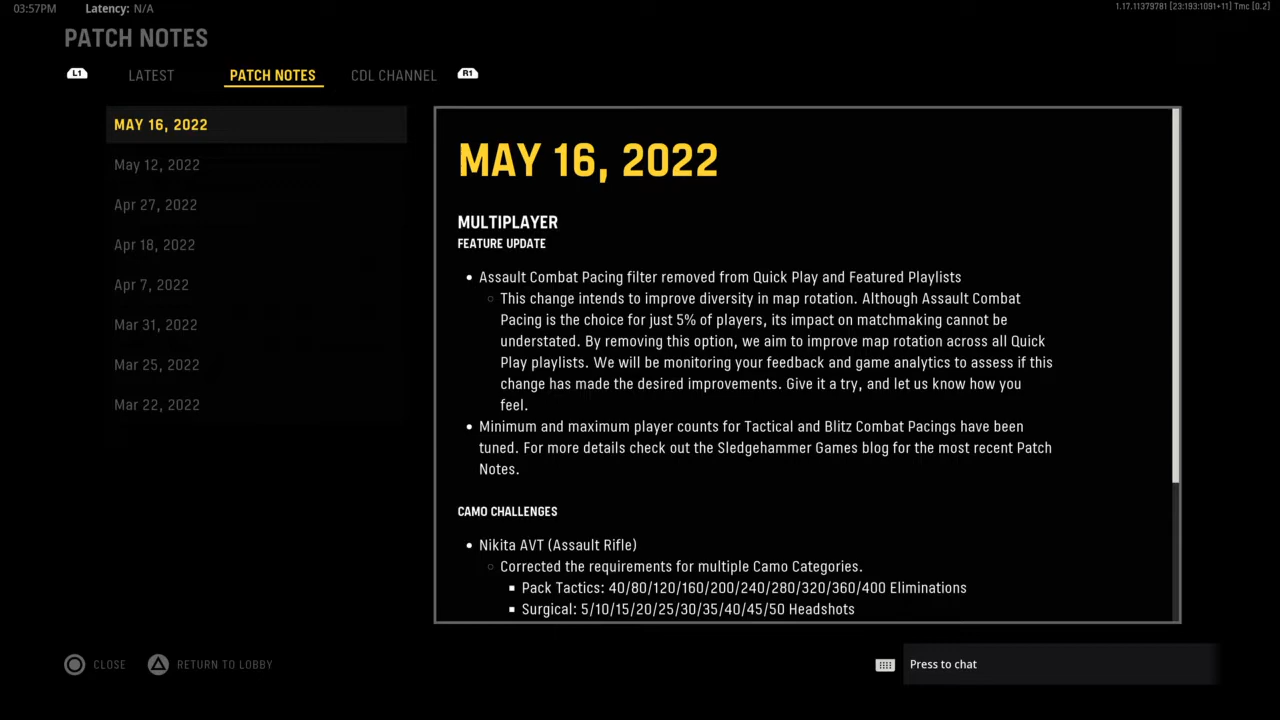 03:57PM Latency: N/A 1.17.11379781 [23:193:1091+11] Tmc [0.2]
PATCH NOTES
L1 LATEST PATCH NOTES CDL CHANNEL R1
MAY 16, 2022
May 12, 2022
Apr 27, 2022
Apr 18, 2022
Apr 7, 2022
Mar 31, 2022
Mar 25, 2022
Mar 22, 2022
MAY 16, 2022
MULTIPLAYER
FEATURE UPDATE
• Assault Combat Pacing filter removed from Quick Play and Featured Playlists
○ This change intends to improve diversity in map rotation. Although Assault Combat
Pacing is the choice for just 5% of players, its impact on matchmaking cannot be
understated. By removing this option, we aim to improve map rotation across all Quick
Play playlists. We will be monitoring your feedback and game analytics to assess if this
change has made the desired improvements. Give it a try, and let us know how you
feel.
• Minimum and maximum player counts for Tactical and Blitz Combat Pacings have been
tuned. For more details check out the Sledgehammer Games blog for the most recent Patch
Notes.
CAMO CHALLENGES
• Nikita AVT (Assault Rifle)
○ Corrected the requirements for multiple Camo Categories.
▪ Pack Tactics: 40/80/120/160/200/240/280/320/360/400 Eliminations
▪ Surgical: 5/10/15/20/25/30/35/40/45/50 Headshots
CLOSE RETURN TO LOBBY
Press to chat